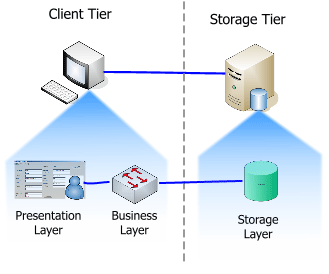 Client Tier
Storage Tier
Presentation
Layer
Business
Layer
Storage
Layer